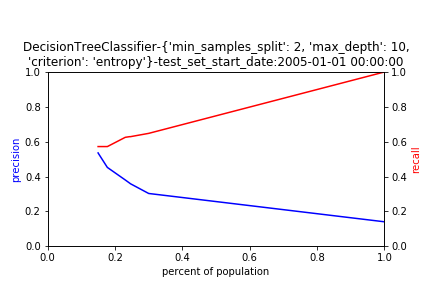 DecisionTreeClassifier-{'min_samples_split': 2, 'max_depth': 10,
'criterion': 'entropy'}-test_set_start_date:2005-01-01 00:00:00
1.0
0.8
0.6
0.4
0.2
0.0
precision
1.0
0.8
0.6
0.4
0.2
0.0
recall
0.0 0.2 0.4 0.6 0.8 1.0
percent of population